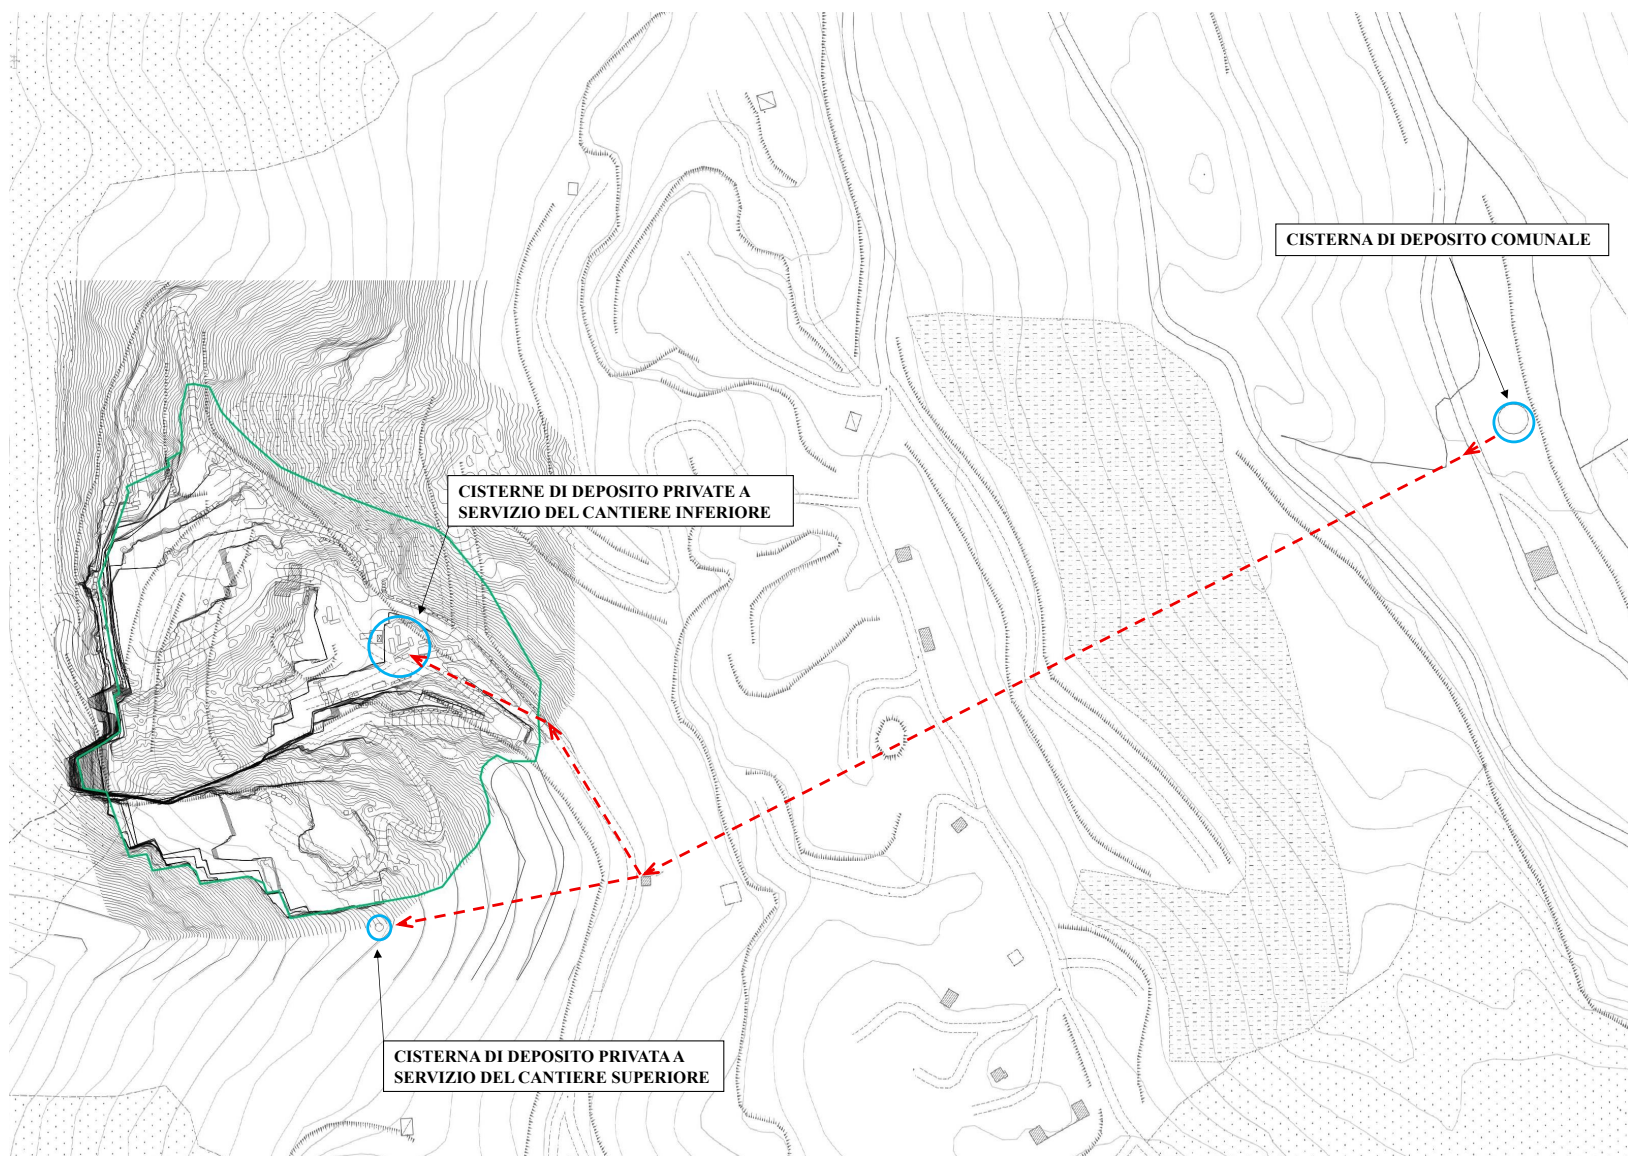 CISTERNA DI DEPOSITO COMUNALE
CISTERNE DI DEPOSITO PRIVATE A
SERVIZIO DEL CANTIERE INFERIORE
CISTERNA DI DEPOSITO PRIVATA A
SERVIZIO DEL CANTIERE SUPERIORE